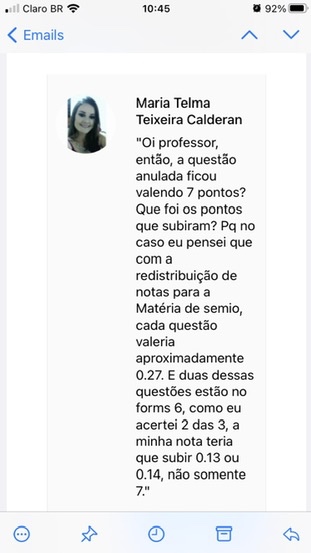 Claro BR
10:45
92%
Emails
Maria Telma
Teixeira Calderan
"Oi professor,
então, a questão
anulada ficou
valendo 7 pontos?
Que foi os pontos
que subiram? Pq no
caso eu pensei que
com a
redistribuição de
notas para a
Matéria de semio,
cada questão
valeria
aproximadamente
0.27. E duas dessas
questões estão no
forms 6, como eu
acertei 2 das 3, a
minha nota teria
que subir 0.13 ou
0.14, não somente
7."